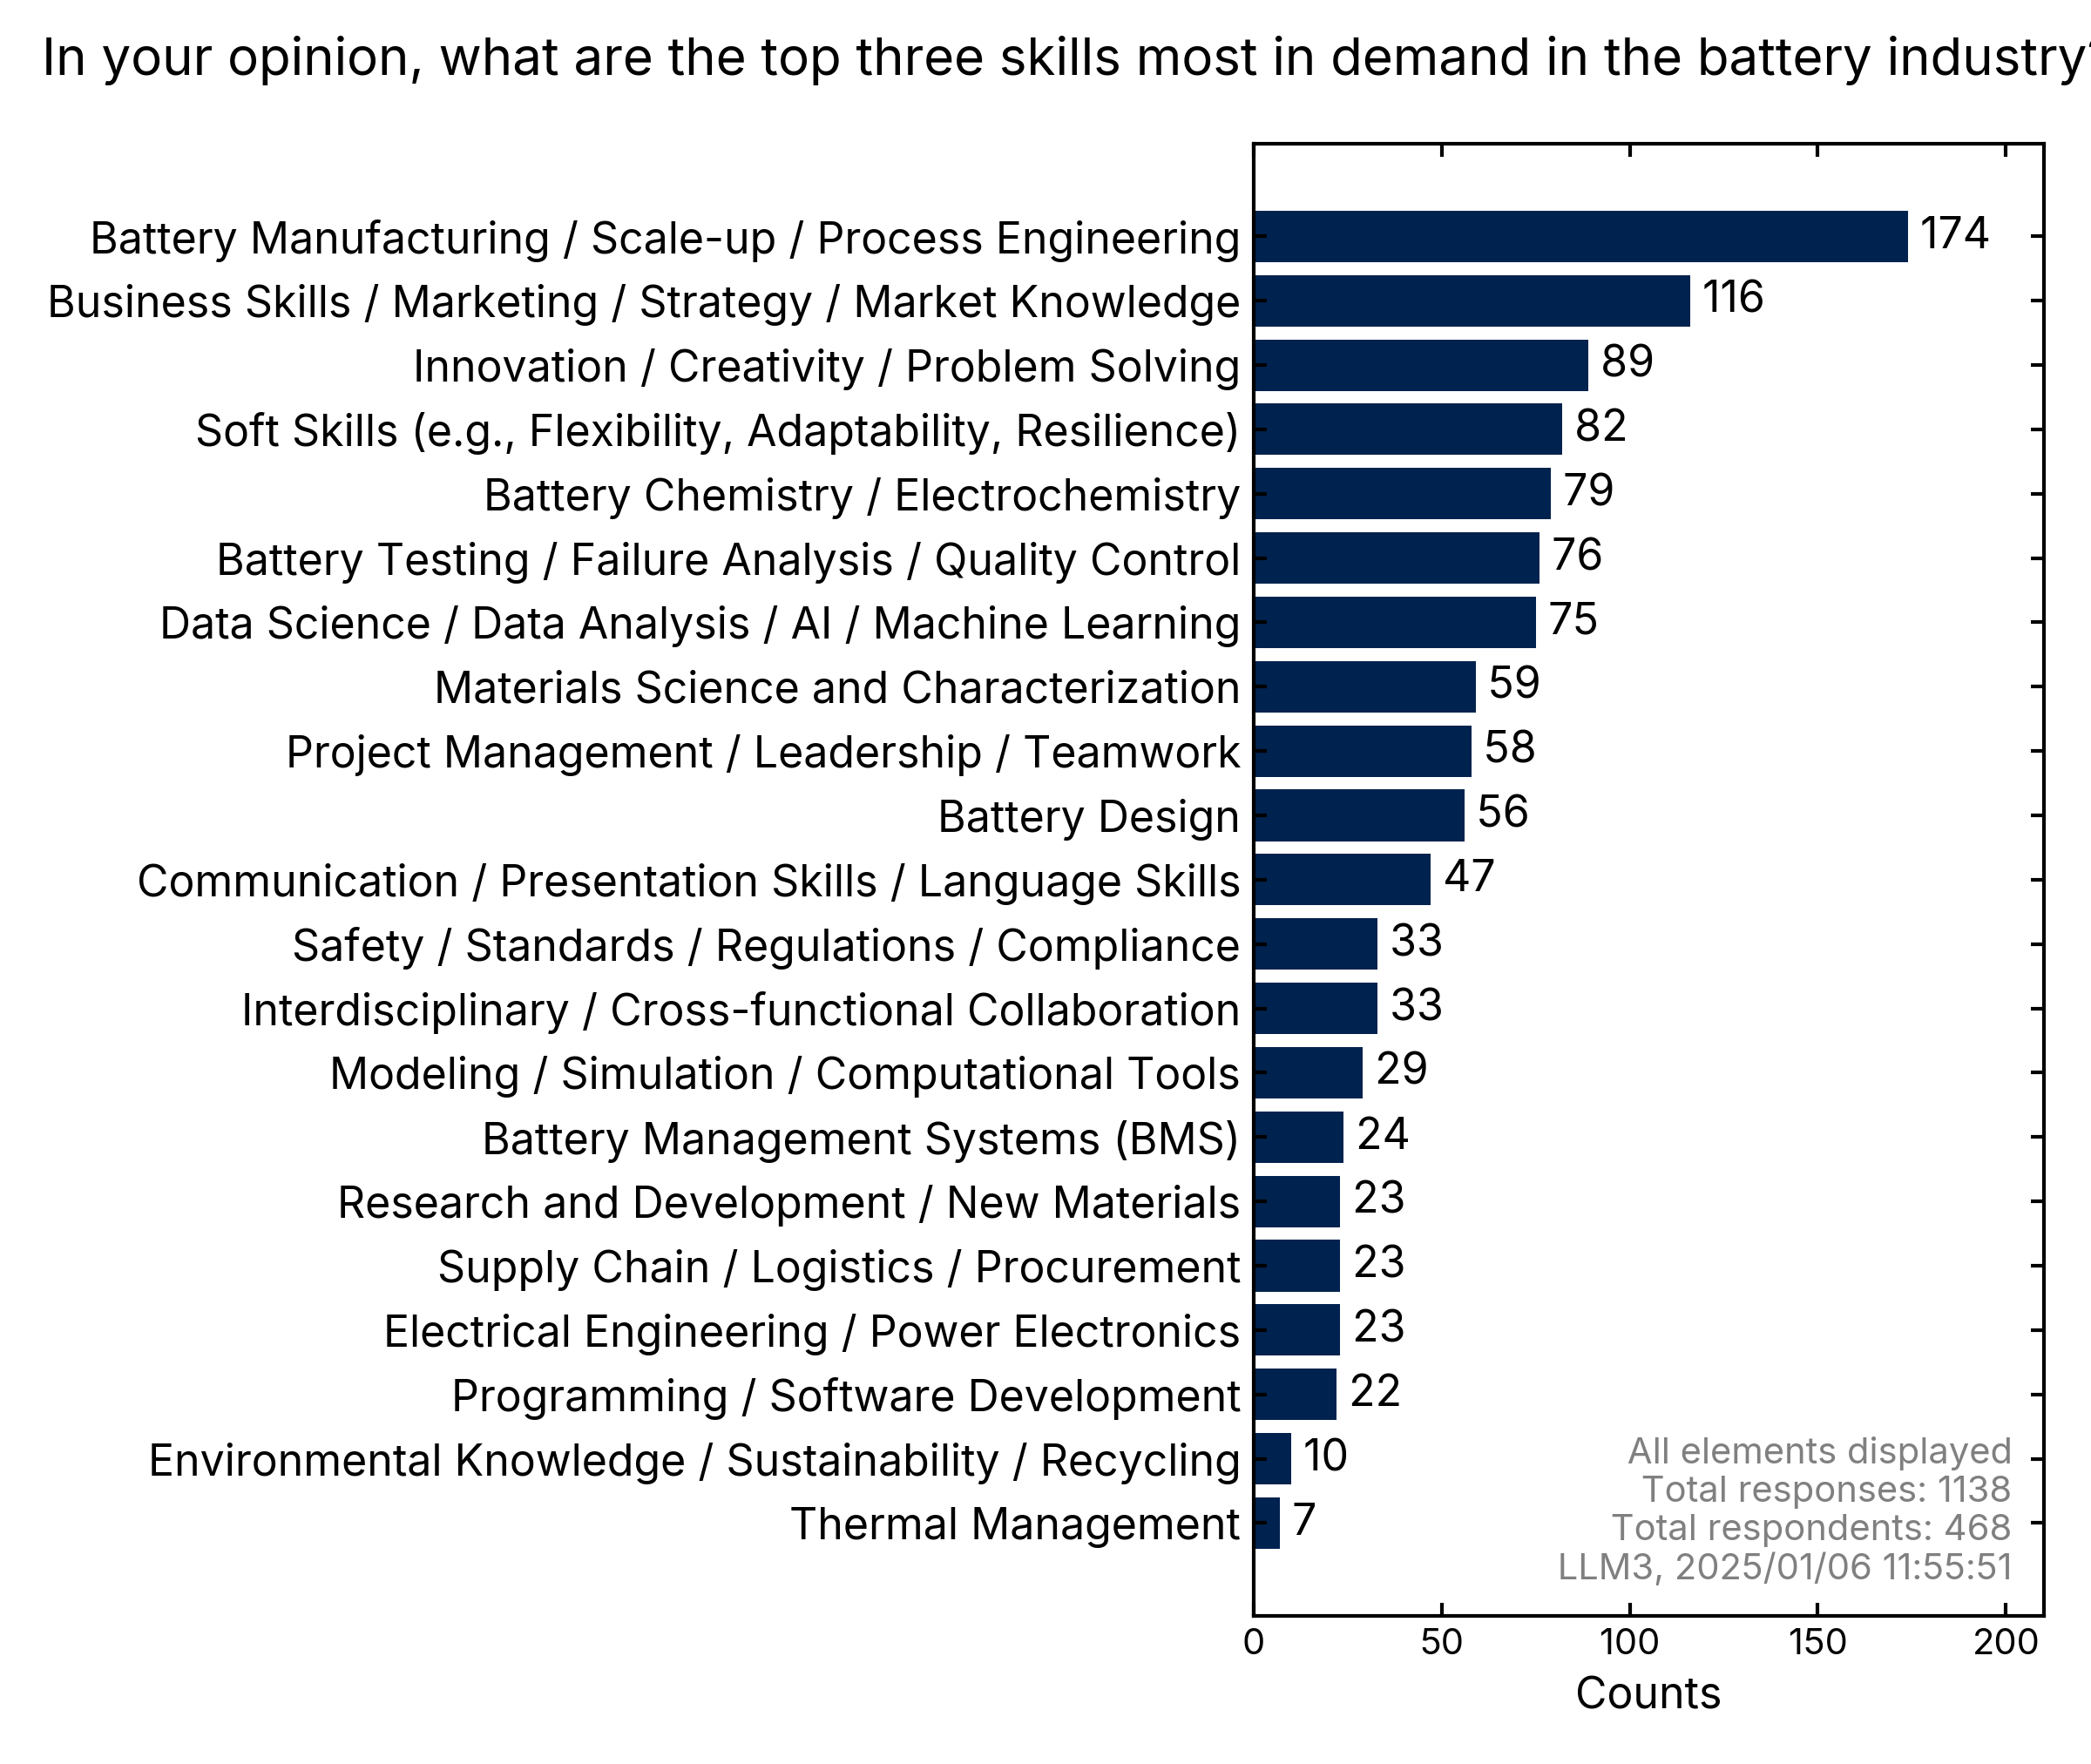 In your opinion, what are the top three skills most in demand in the battery industry?
Battery Manufacturing / Scale-up / Process Engineering 174
Business Skills / Marketing / Strategy / Market Knowledge 116
Innovation / Creativity / Problem Solving 89
Soft Skills (e.g., Flexibility, Adaptability, Resilience) 82
Battery Chemistry / Electrochemistry 79
Battery Testing / Failure Analysis / Quality Control 76
Data Science / Data Analysis / AI / Machine Learning 75
Materials Science and Characterization 59
Project Management / Leadership / Teamwork 58
Battery Design 56
Communication / Presentation Skills / Language Skills 47
Safety / Standards / Regulations / Compliance 33
Interdisciplinary / Cross-functional Collaboration 33
Modeling / Simulation / Computational Tools 29
Battery Management Systems (BMS) 24
Research and Development / New Materials 23
Supply Chain / Logistics / Procurement 23
Electrical Engineering / Power Electronics 23
Programming / Software Development 22
Environmental Knowledge / Sustainability / Recycling 10
Thermal Management 7
All elements displayed
Total responses: 1138
Total respondents: 468
LLM3, 2025/01/06 11:55:51
0 50 100 150 200
Counts